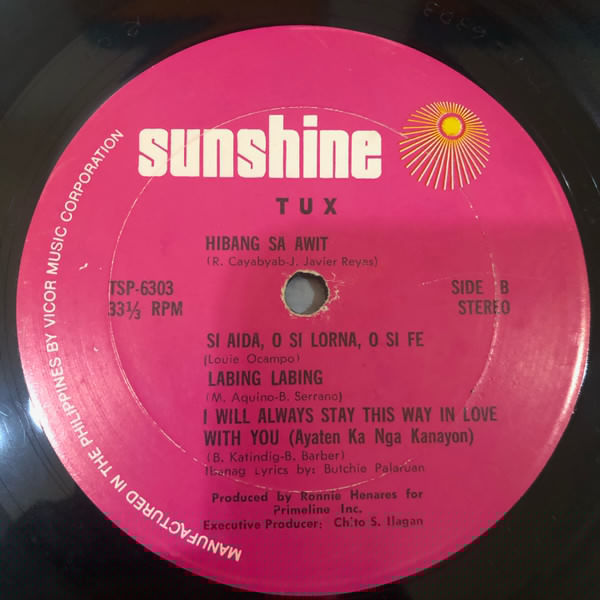 sunshine
TUX
HIBANG SA AWIT
(R. Cayabyab-J. Javier Reyes)
TSP-6303
33⅓ RPM
SIDE B
STEREO
SI AIDA, O SI LORNA, O SI FE
(Louie Ocampo)
LABING LABING
(M. Aquino-B. Serrano)
I WILL ALWAYS STAY THIS WAY IN LOVE
WITH YOU (Ayaten Ka Nga Kanayon)
(B. Katindig-B. Barber)
Ibanag Lyrics by: Butchie Palaruan
Produced by Ronnie Henares for
Primeline Inc.
Executive Producer: Chito S. Ilagan
MANUFACTURED IN THE PHILIPPINES BY VICOR MUSIC CORPORATION